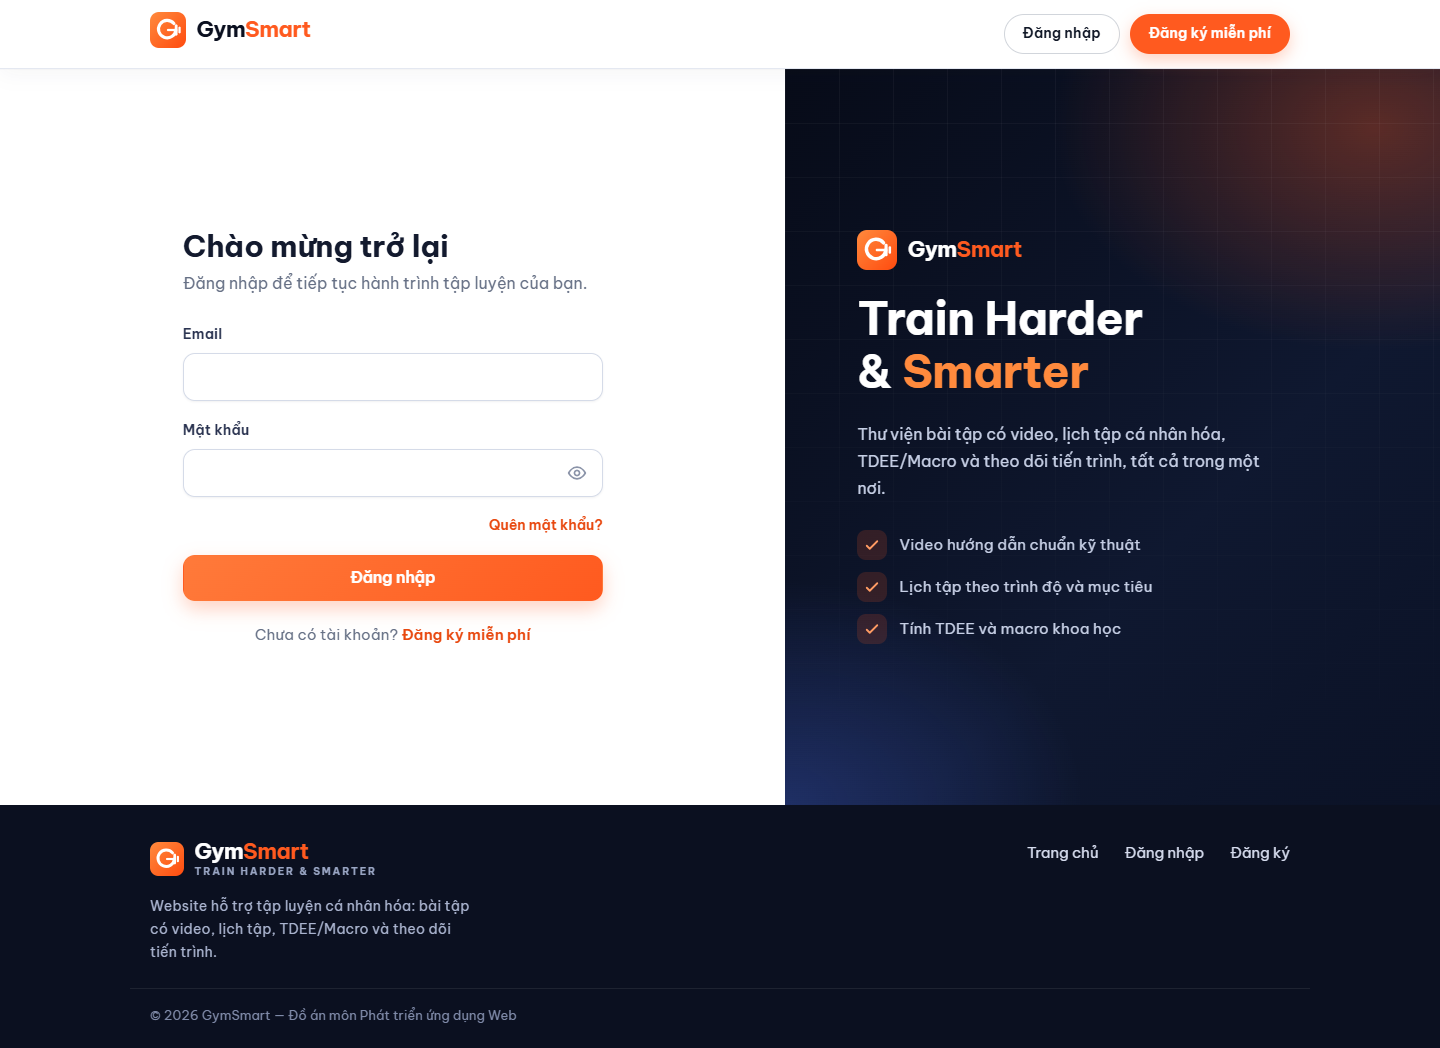 GymSmart
Đăng nhập
Đăng ký miễn phí
Chào mừng trở lại
Đăng nhập để tiếp tục hành trình tập luyện của bạn.
Email
Mật khẩu
Quên mật khẩu?
Đăng nhập
Chưa có tài khoản? Đăng ký miễn phí
GymSmart
Train Harder
& Smarter
Thư viện bài tập có video, lịch tập cá nhân hóa,
TDEE/Macro và theo dõi tiến trình, tất cả trong một
nơi.
Video hướng dẫn chuẩn kỹ thuật
Lịch tập theo trình độ và mục tiêu
Tính TDEE và macro khoa học
GymSmart
TRAIN HARDER & SMARTER
Website hỗ trợ tập luyện cá nhân hóa: bài tập
có video, lịch tập, TDEE/Macro và theo dõi
tiến trình.
Trang chủ
Đăng nhập
Đăng ký
© 2026 GymSmart — Đồ án môn Phát triển ứng dụng Web